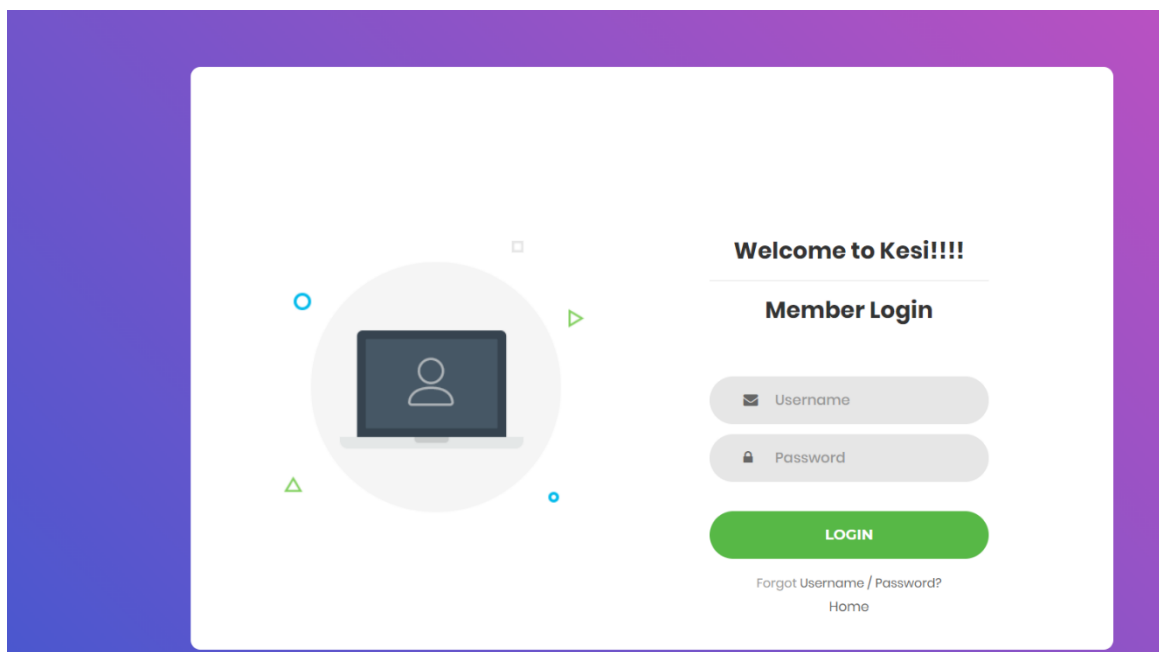 Welcome to Kesi!!!!
Member Login
Username
Password
LOGIN
Forgot Username / Password?
Home